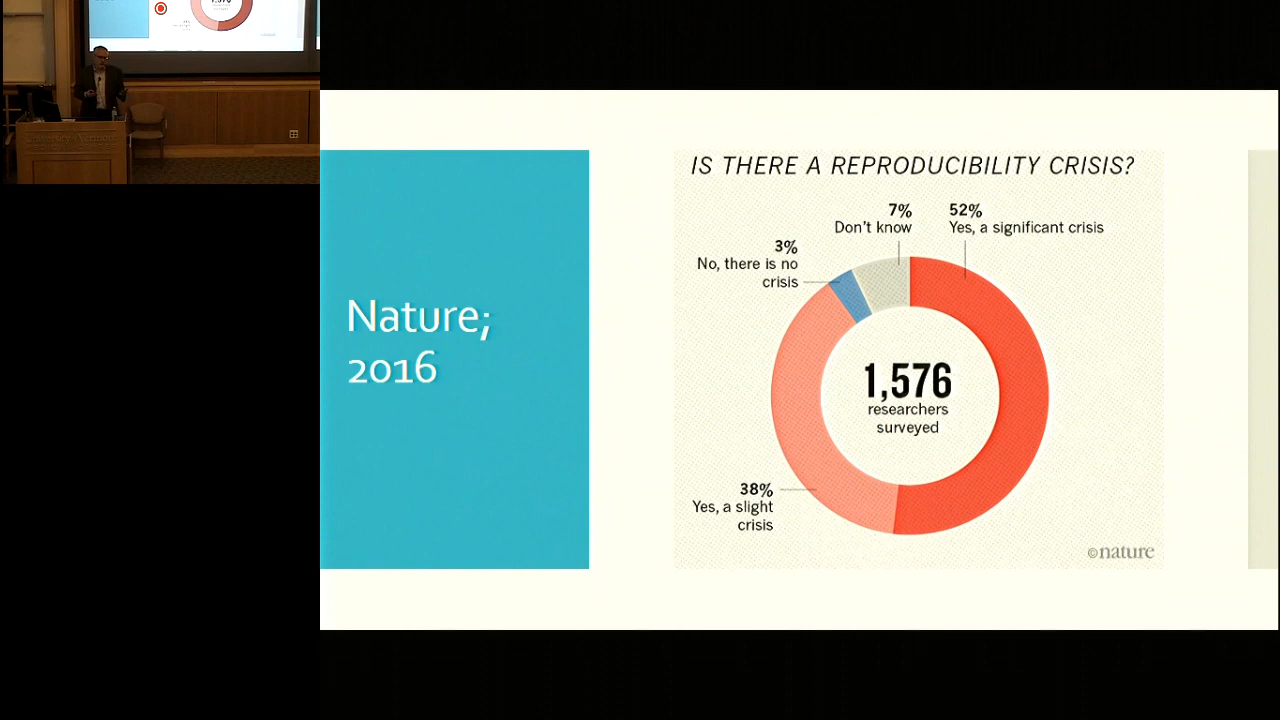 Nature;
2016
IS THERE A REPRODUCIBILITY CRISIS?
7%
Don't know
52%
Yes, a significant crisis
3%
No, there is no
crisis
1,576
researchers
surveyed
38%
Yes, a slight
crisis
©nature